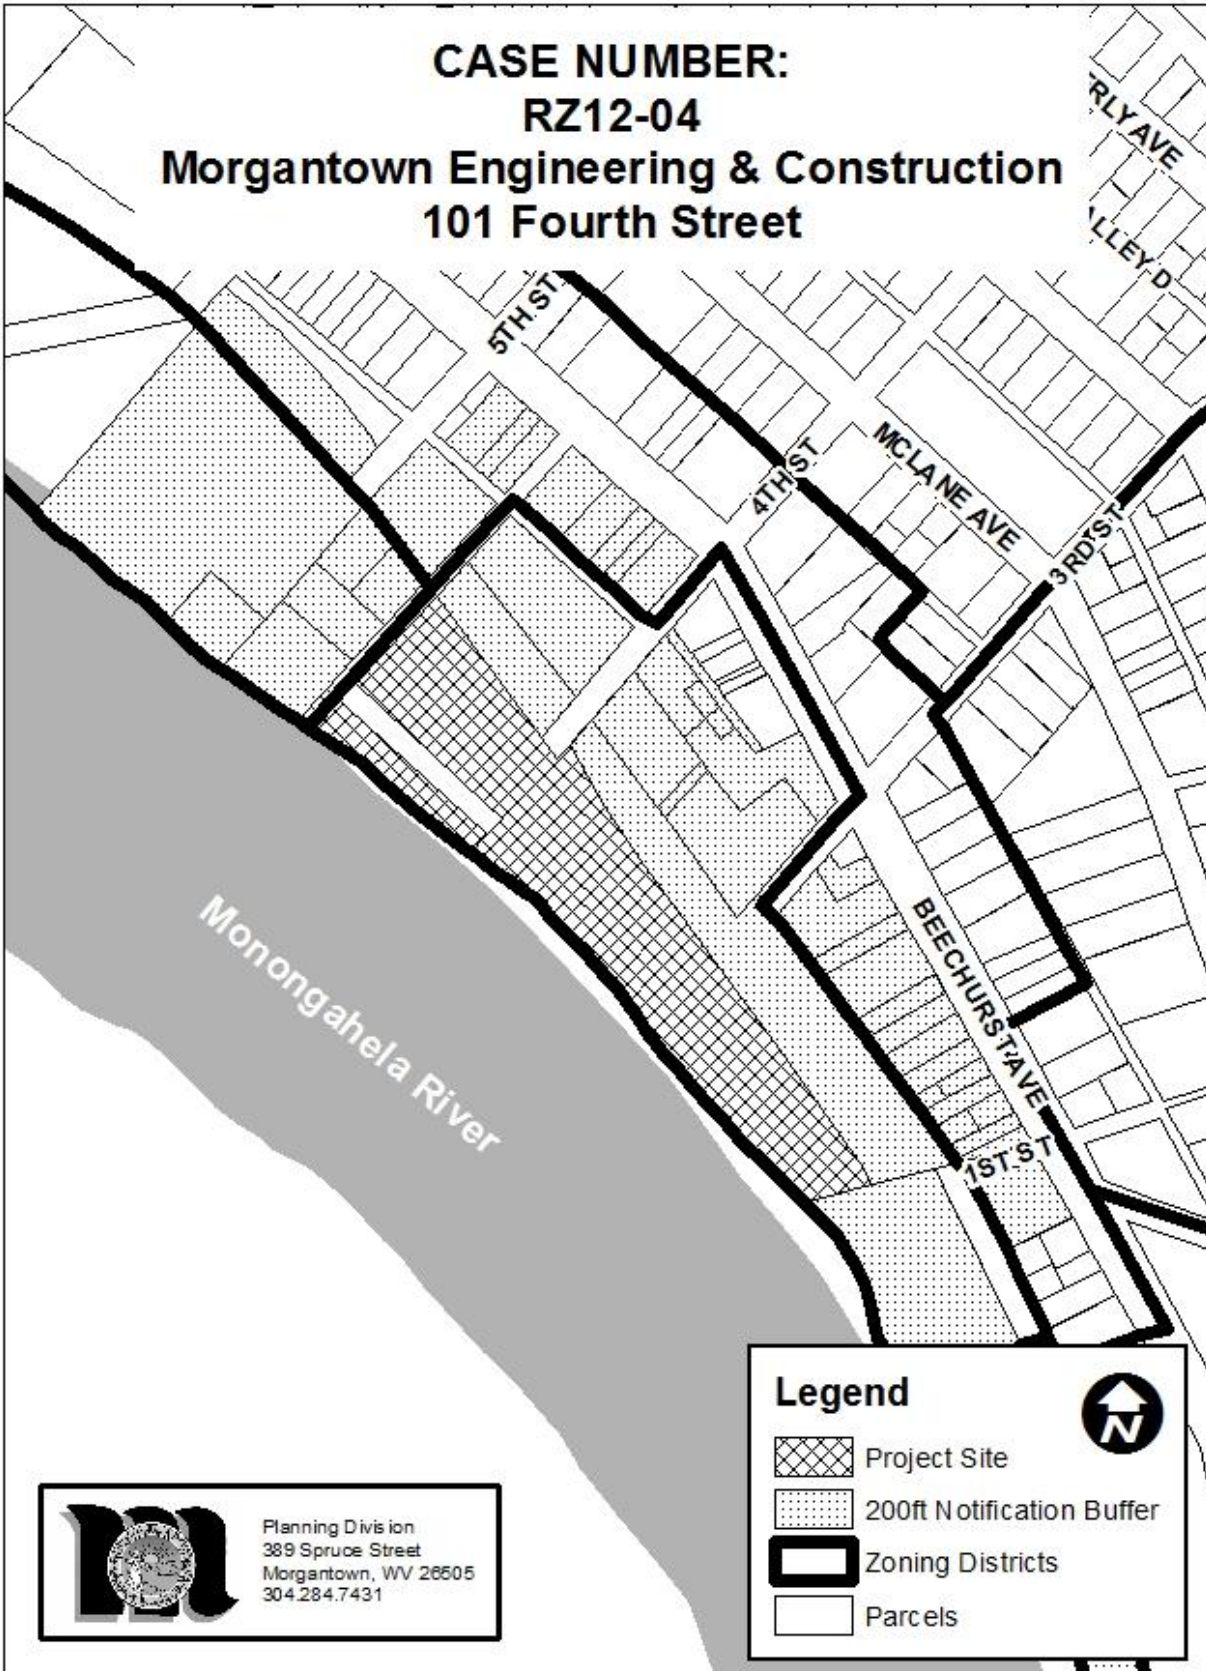 CASE NUMBER:
RZ12-04
Morgantown Engineering & Construction
101 Fourth Street
ALLEY D
5TH ST
4TH ST
MCLANE AVE
3RD ST
BEECHURST AVE
1ST ST
Monongahela River
Legend
N
Project Site
200ft Notification Buffer
Zoning Districts
Parcels
Planning Division
389 Spruce Street
Morgantown, WV 26505
304.284.7431